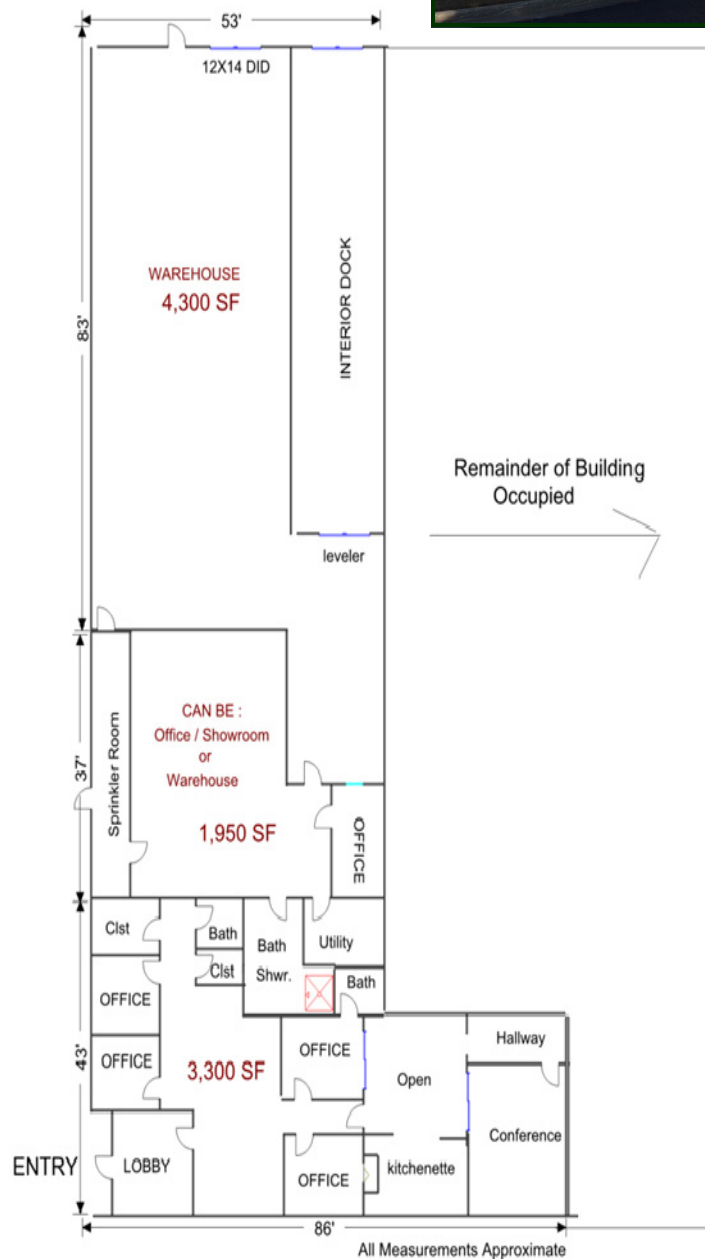 53'
12X14 DID
WAREHOUSE
4,300 SF
INTERIOR DOCK
83'
Remainder of Building
Occupied
leveler
37'
Sprinkler Room
CAN BE :
Office / Showroom
or
Warehouse
1,950 SF
OFFICE
Clst
Bath
Bath
Shwr.
Utility
Clst
Bath
OFFICE
43'
OFFICE
3,300 SF
OFFICE
Open
Hallway
Conference
ENTRY
LOBBY
OFFICE
kitchenette
86'
All Measurements Approximate